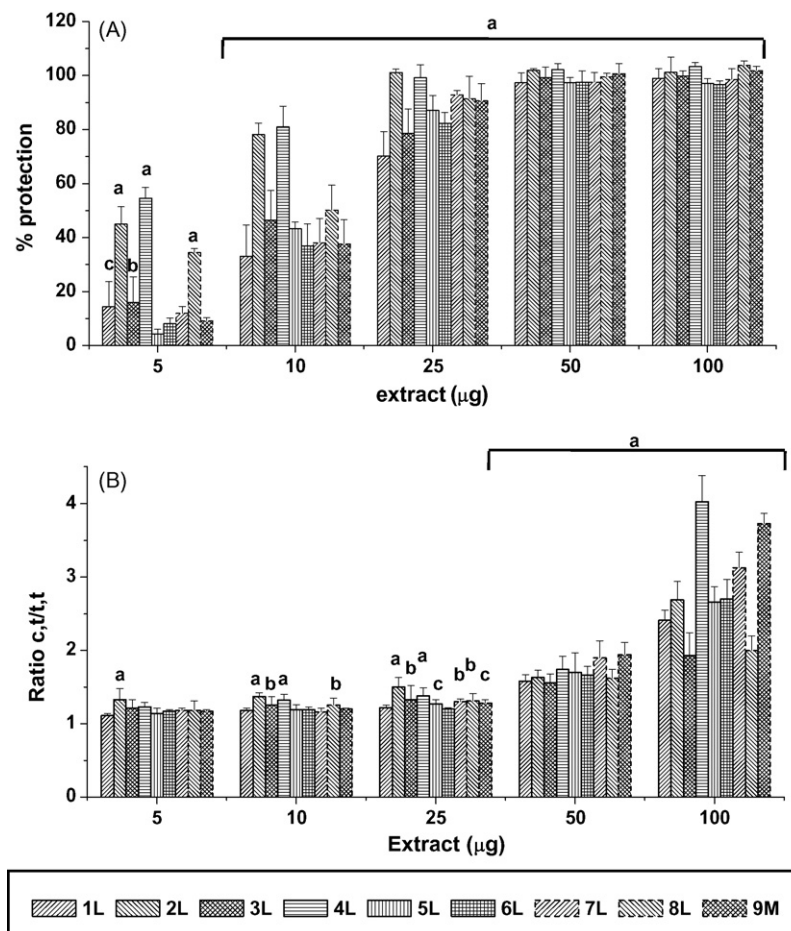 (A)
a
120
100
80
60
40
20
0
% protection
c a b a a
5 10 25 50 100
extract (μg)
(B)
a
4
3
2
1
0
Ratio c,t/t,t
a a b a b a b a c b b c
5 10 25 50 100
Extract (μg)
1L 2L 3L 4L 5L 6L 7L 8L 9M